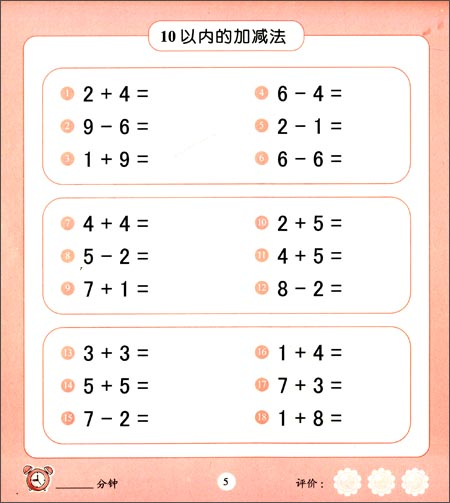 10 以内的加减法
1 2 + 4 = 4 6 - 4 =
2 9 - 6 = 5 2 - 1 =
3 1 + 9 = 6 6 - 6 =
7 4 + 4 = 10 2 + 5 =
8 5 - 2 = 11 4 + 5 =
9 7 + 1 = 12 8 - 2 =
13 3 + 3 = 16 1 + 4 =
14 5 + 5 = 17 7 + 3 =
15 7 - 2 = 18 1 + 8 =
______ 分钟 5 评价：